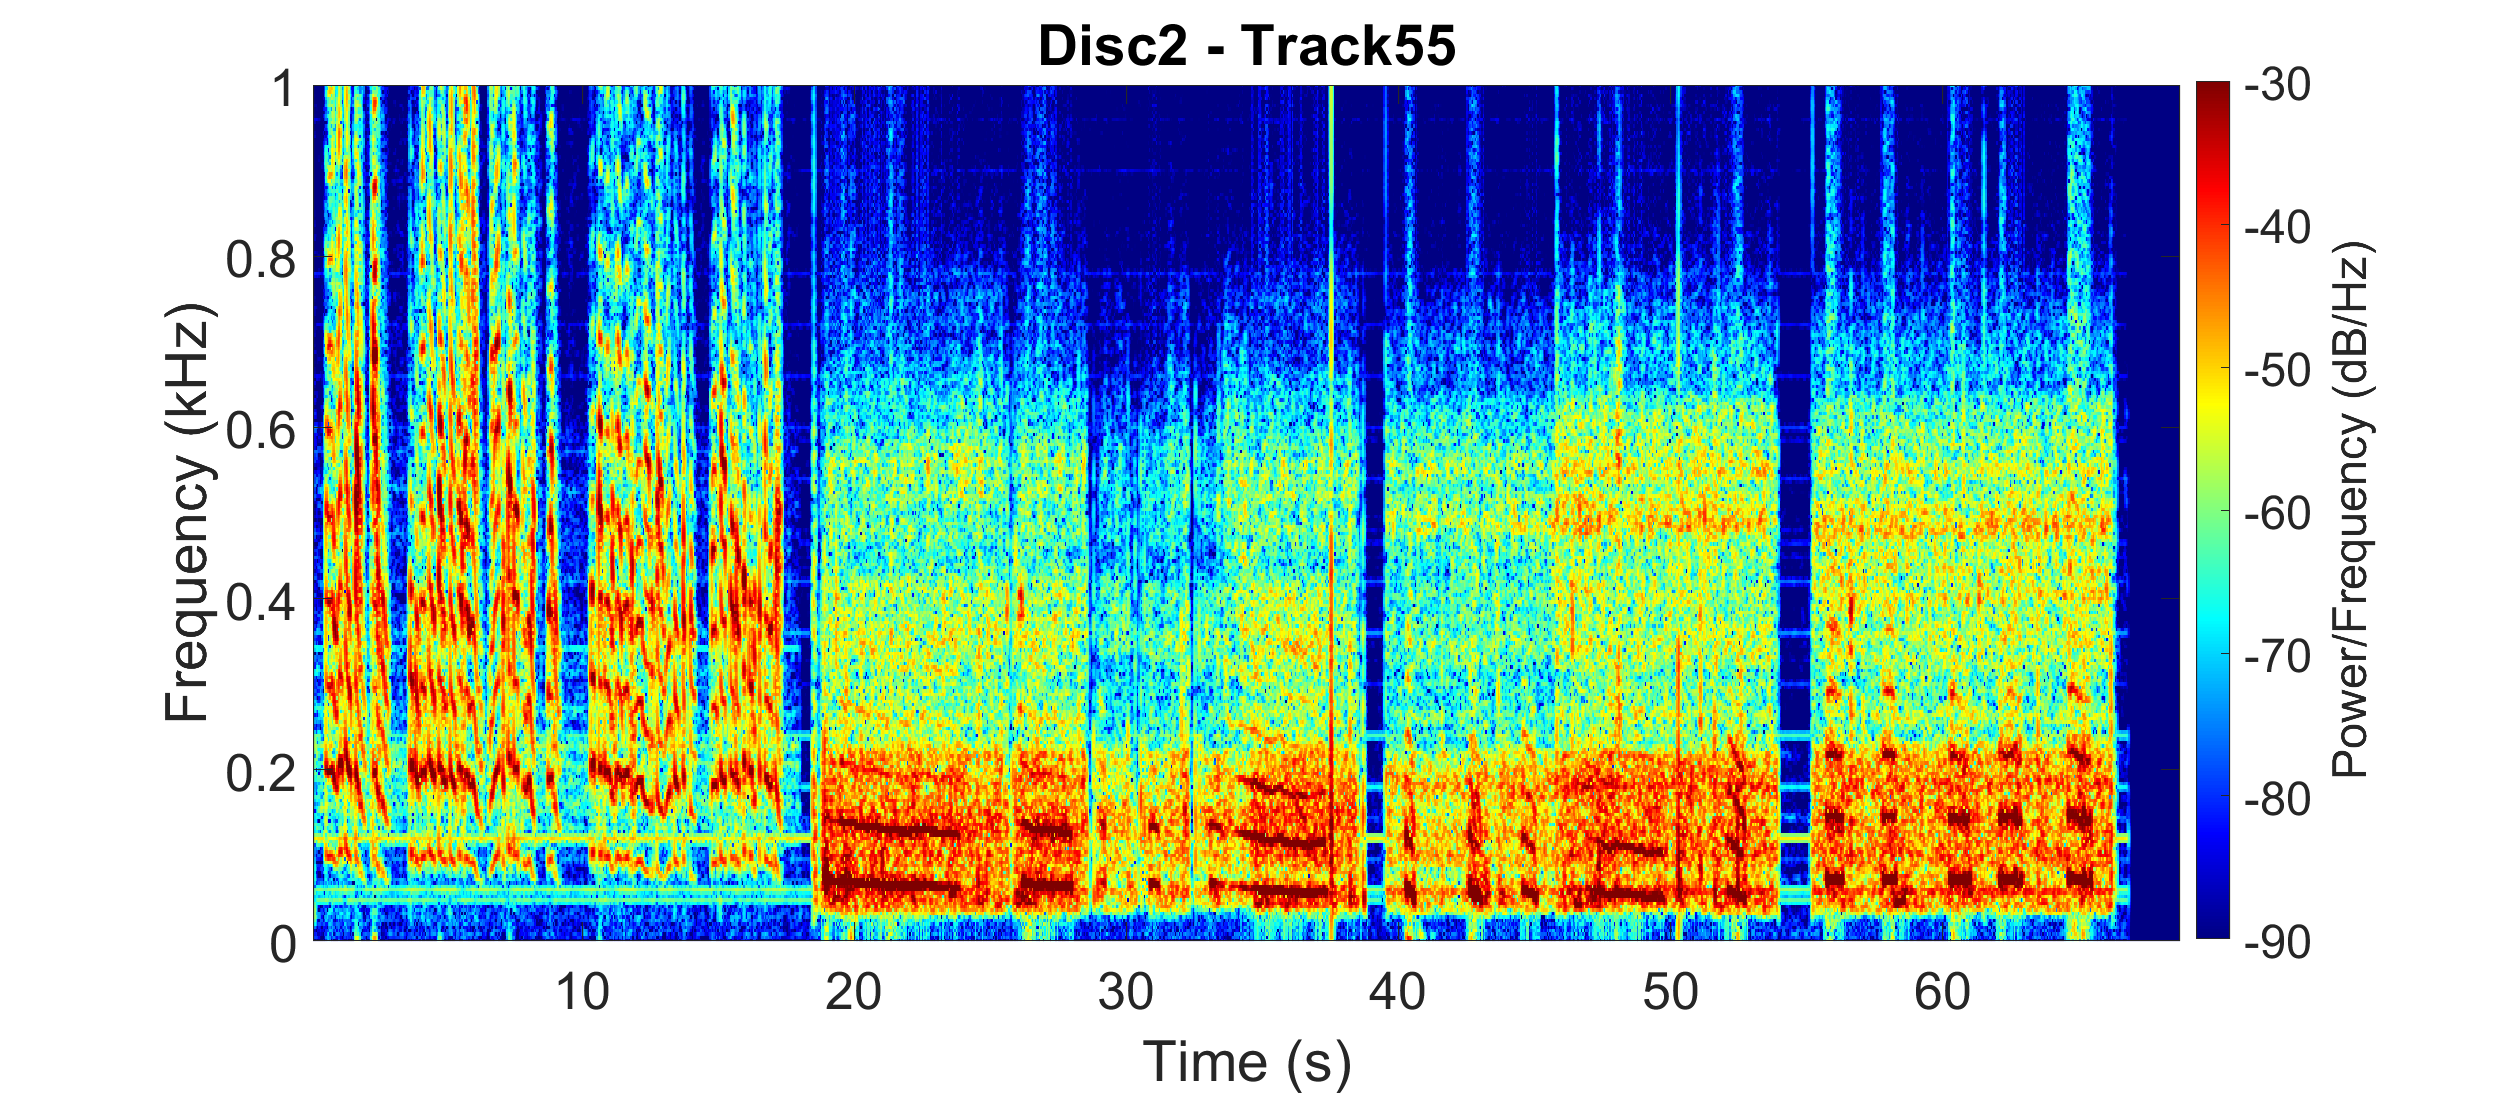 Disc2 - Track55
1
0.8
0.6
0.4
0.2
0
Frequency (kHz)
10 20 30 40 50 60
Time (s)
-30
-40
-50
-60
-70
-80
-90
Power/Frequency (dB/Hz)